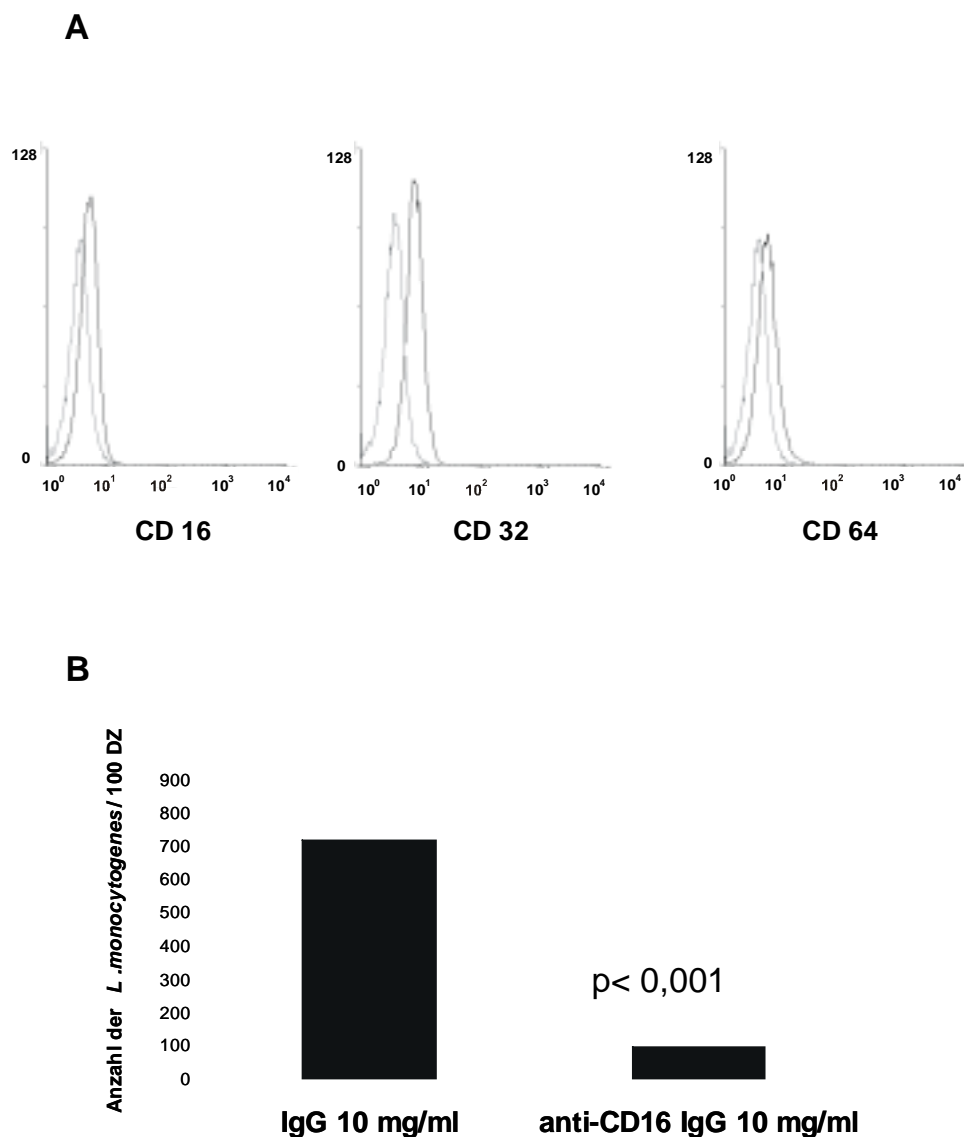 A
128 128 128
0 0 0
10⁰ 10¹ 10² 10³ 10⁴ 10⁰ 10¹ 10² 10³ 10⁴ 10⁰ 10¹ 10² 10³ 10⁴
CD 16 CD 32 CD 64
B
Anzahl der L .monocytogenes/ 100 DZ
900
800
700
600
500
400
300
200
100
0
p< 0,001
IgG 10 mg/ml anti-CD16 IgG 10 mg/ml